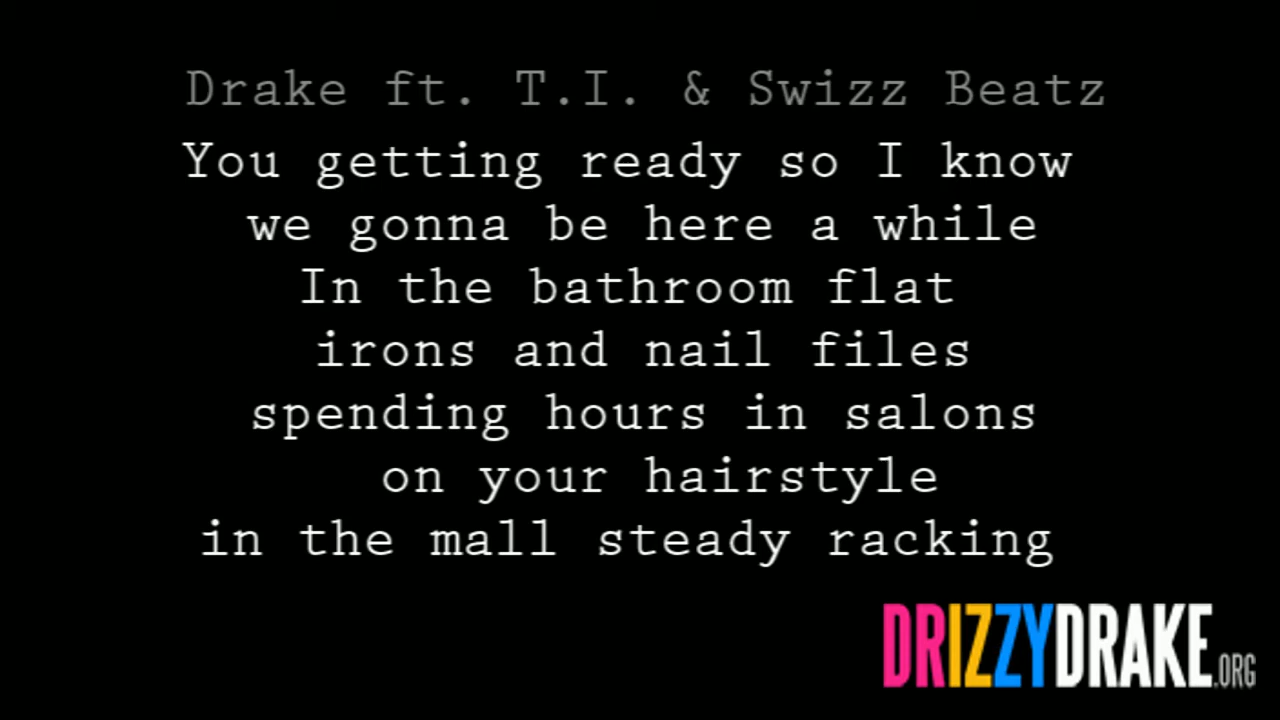 Drake ft. T.I. & Swizz Beatz
You getting ready so I know
we gonna be here a while
In the bathroom flat
irons and nail files
spending hours in salons
on your hairstyle
in the mall steady racking
DRIZZYDRAKE.ORG